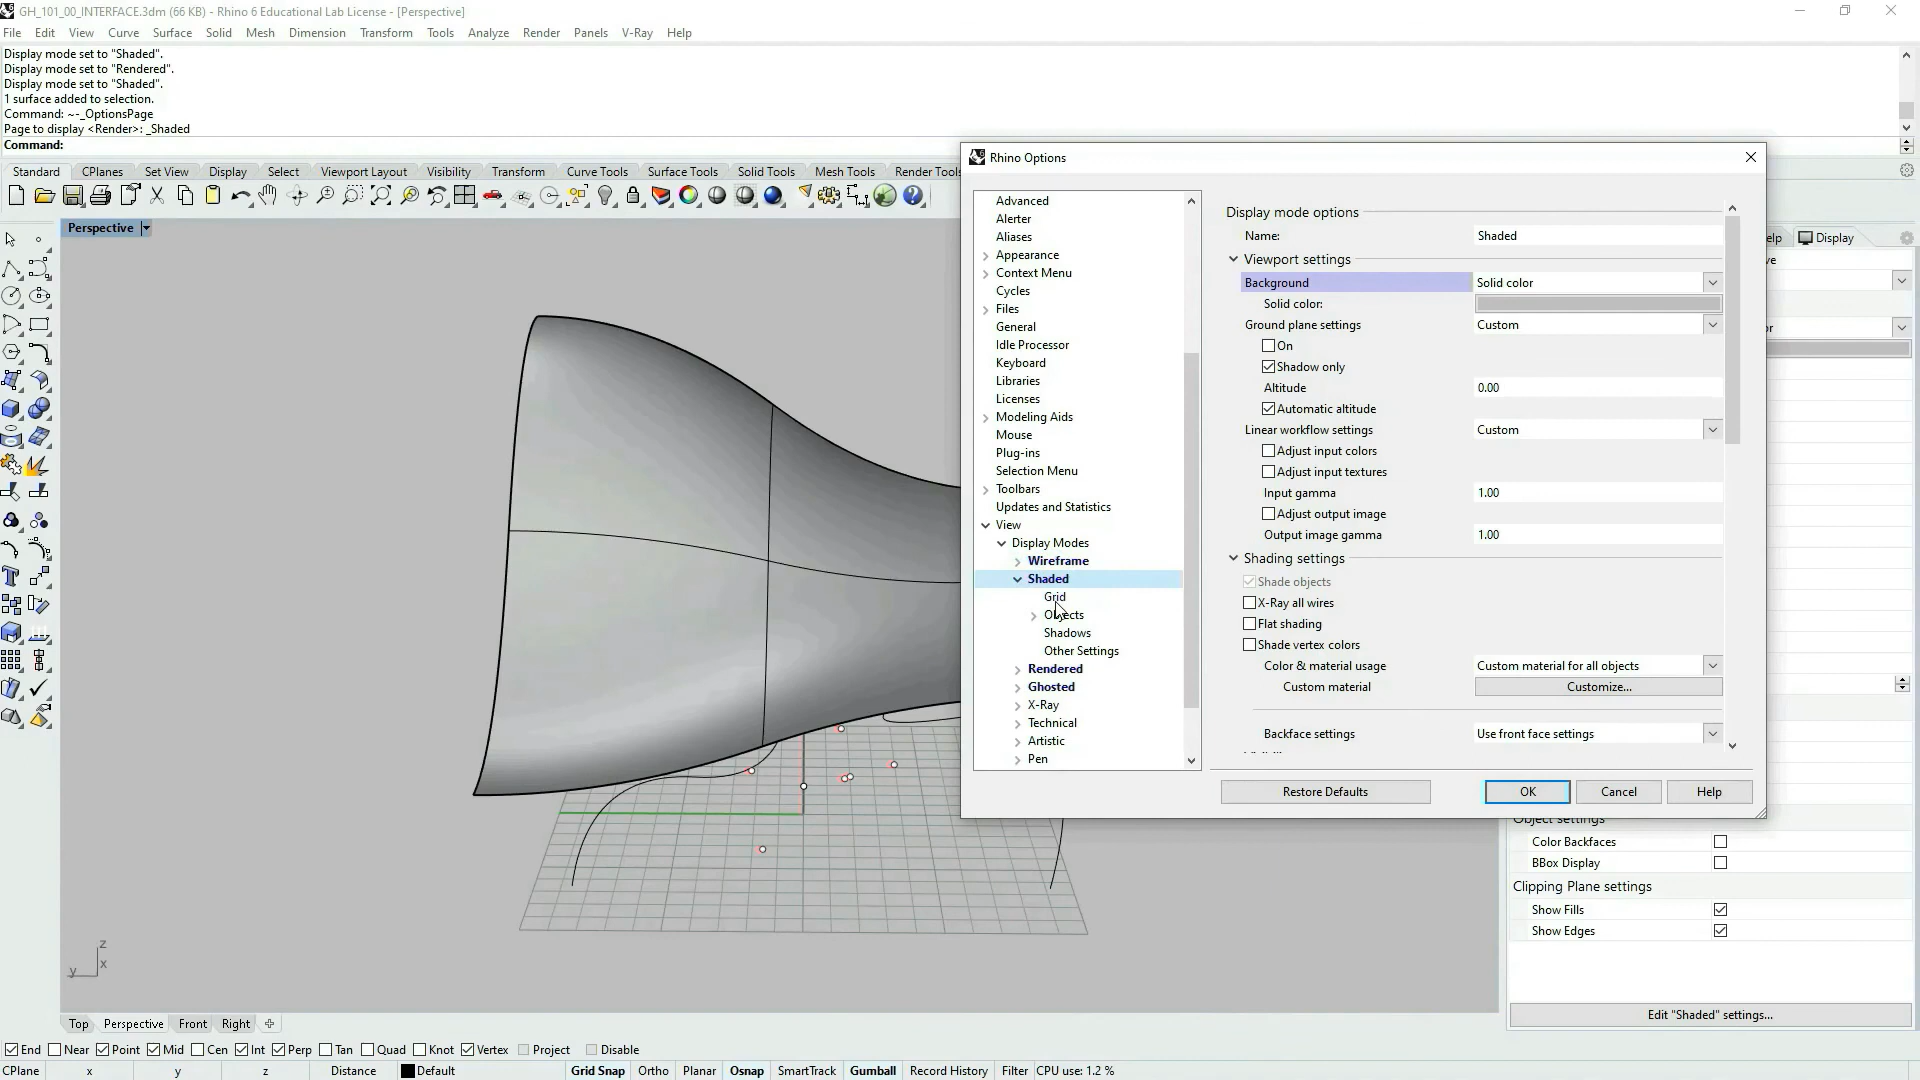 GH_101_00_INTERFACE.3dm (66 KB) - Rhino 6 Educational Lab License - [Perspective]
File Edit View Curve Surface Solid Mesh Dimension Transform Tools Analyze Render Panels V-Ray Help
Display mode set to "Shaded".
Display mode set to "Rendered".
Display mode set to "Shaded".
1 surface added to selection.
Command: ~-_OptionsPage
Page to display <Render>: _Shaded
Command:
Standard CPlanes Set View Display Select Viewport Layout Visibility Transform Curve Tools Surface Tools Solid Tools Mesh Tools Render Tools
Perspective
Rhino Options
Advanced
Alerter
Aliases
Appearance
Context Menu
Cycles
Files
General
Idle Processor
Keyboard
Libraries
Licenses
Modeling Aids
Mouse
Plug-ins
Selection Menu
Toolbars
Updates and Statistics
View
Display Modes
Wireframe
Shaded
Grid
Objects
Shadows
Other Settings
Rendered
Ghosted
X-Ray
Technical
Artistic
Pen
Display mode options
Name: Shaded
Viewport settings
Background Solid color
Solid color:
Ground plane settings Custom
On
Shadow only
Altitude 0.00
Automatic altitude
Linear workflow settings Custom
Adjust input colors
Adjust input textures
Input gamma 1.00
Adjust output image
Output image gamma 1.00
Shading settings
Shade objects
X-Ray all wires
Flat shading
Shade vertex colors
Color & material usage Custom material for all objects
Custom material Customize...
Backface settings Use front face settings
Restore Defaults OK Cancel Help
elp Display
ve
or
Object settings
Color Backfaces
BBox Display
Clipping Plane settings
Show Fills
Show Edges
Edit "Shaded" settings...
z
y x
Top Perspective Front Right
End Near Point Mid Cen Int Perp Tan Quad Knot Vertex Project Disable
CPlane x y z Distance Default Grid Snap Ortho Planar Osnap SmartTrack Gumball Record History Filter CPU use: 1.2 %